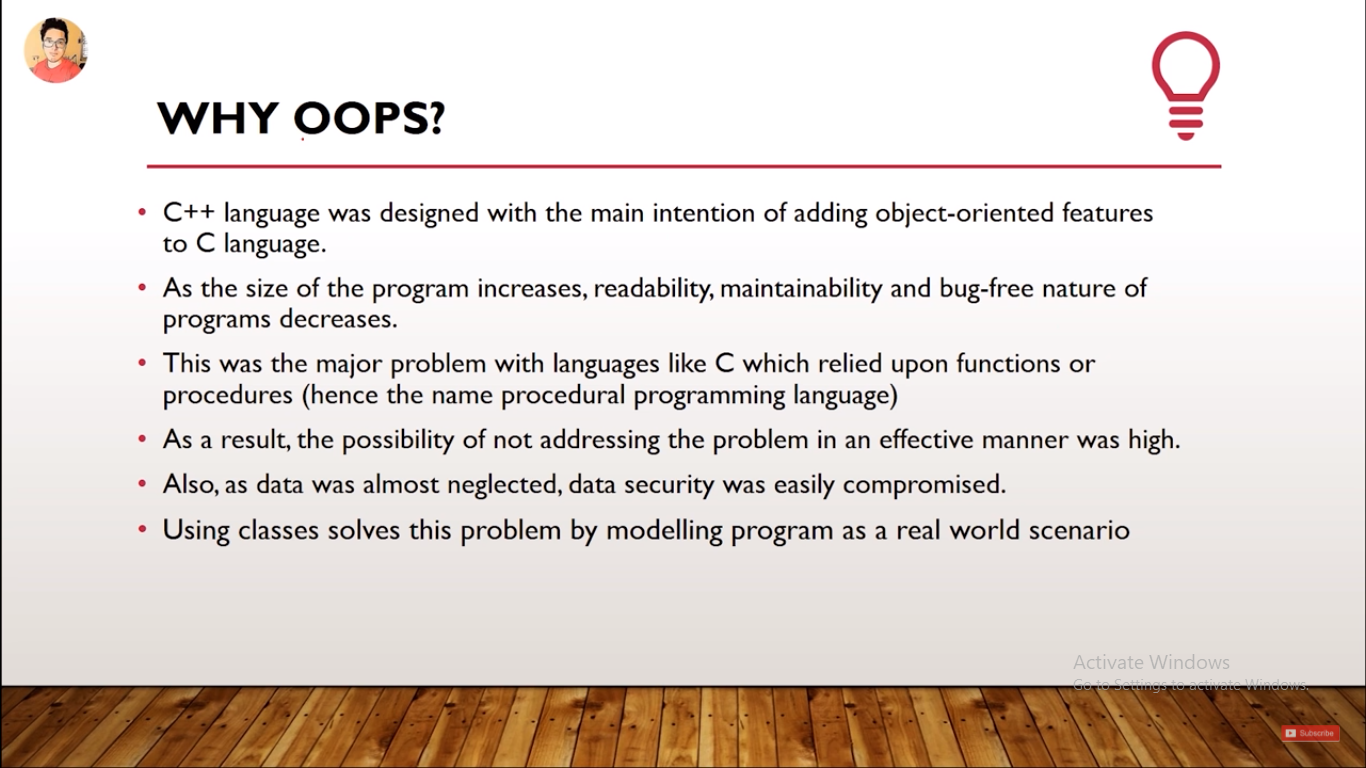 WHY OOPS?
• C++ language was designed with the main intention of adding object-oriented features
to C language.
• As the size of the program increases, readability, maintainability and bug-free nature of
programs decreases.
• This was the major problem with languages like C which relied upon functions or
procedures (hence the name procedural programming language)
• As a result, the possibility of not addressing the problem in an effective manner was high.
• Also, as data was almost neglected, data security was easily compromised.
• Using classes solves this problem by modelling program as a real world scenario
Activate Windows
Go to Settings to activate Windows.
Subscribe